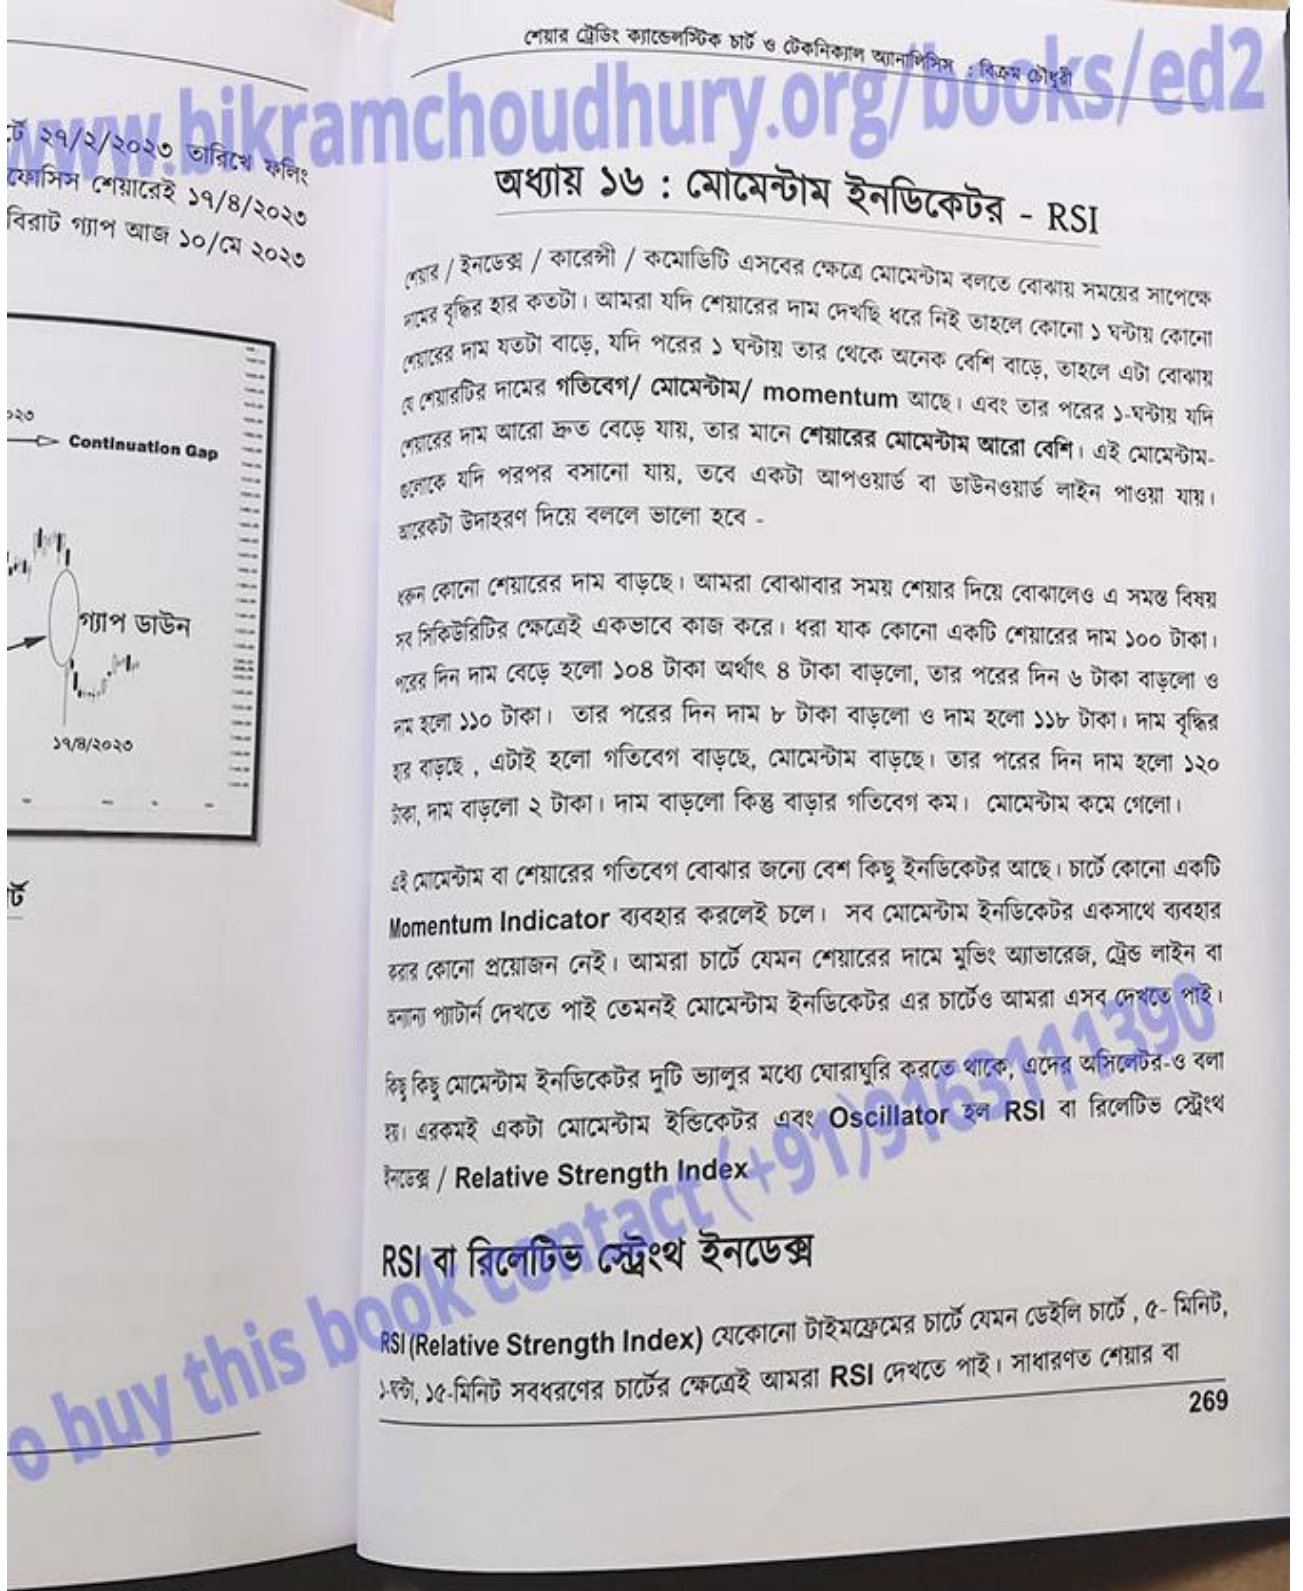 র্টে ২৭/২/২০২৩ তারিখে ফলিং
ফোসিস শেয়ারেই ১৭/৪/২০২৩
বিরাট গ্যাপ আজ ১০/মে ২০২৩
২০২৩
Continuation Gap
গ্যাপ ডাউন
১৭/৪/২০২৩
র্ট
শেয়ার ট্রেডিং ক্যান্ডেলস্টিক চার্ট ও টেকনিক্যাল অ্যানালিসিস : বিক্রম চৌধুরী
www.bikramchoudhury.org/books/ed2
অধ্যায় ১৬ : মোমেন্টাম ইনডিকেটর - RSI
শেয়ার / ইনডেক্স / কারেন্সী / কমোডিটি এসবের ক্ষেত্রে মোমেন্টাম বলতে বোঝায় সময়ের সাপেক্ষে
দামের বৃদ্ধির হার কতটা। আমরা যদি শেয়ারের দাম দেখছি ধরে নিই তাহলে কোনো ১ ঘন্টায় কোনো
শেয়ারের দাম যতটা বাড়ে, যদি পরের ১ ঘন্টায় তার থেকে অনেক বেশি বাড়ে, তাহলে এটা বোঝায়
যে শেয়ারটির দামের গতিবেগ/ মোমেন্টাম/ momentum আছে। এবং তার পরের ১-ঘন্টায় যদি
শেয়ারের দাম আরো দ্রুত বেড়ে যায়, তার মানে শেয়ারের মোমেন্টাম আরো বেশি। এই মোমেন্টাম-
গুলোকে যদি পরপর বসানো যায়, তবে একটা আপওয়ার্ড বা ডাউনওয়ার্ড লাইন পাওয়া যায়।
আরেকটা উদাহরণ দিয়ে বললে ভালো হবে -
ধরুন কোনো শেয়ারের দাম বাড়ছে। আমরা বোঝাবার সময় শেয়ার দিয়ে বোঝালেও এ সমস্ত বিষয়
সব সিকিউরিটির ক্ষেত্রেই একভাবে কাজ করে। ধরা যাক কোনো একটি শেয়ারের দাম ১০০ টাকা।
পরের দিন দাম বেড়ে হলো ১০৪ টাকা অর্থাৎ ৪ টাকা বাড়লো, তার পরের দিন ৬ টাকা বাড়লো ও
দাম হলো ১১০ টাকা। তার পরের দিন দাম ৮ টাকা বাড়লো ও দাম হলো ১১৮ টাকা। দাম বৃদ্ধির
হার বাড়ছে , এটাই হলো গতিবেগ বাড়ছে, মোমেন্টাম বাড়ছে। তার পরের দিন দাম হলো ১২০
টাকা, দাম বাড়লো ২ টাকা। দাম বাড়লো কিন্তু বাড়ার গতিবেগ কম। মোমেন্টাম কমে গেলো।
এই মোমেন্টাম বা শেয়ারের গতিবেগ বোঝার জন্যে বেশ কিছু ইনডিকেটর আছে। চার্টে কোনো একটি
Momentum Indicator ব্যবহার করলেই চলে। সব মোমেন্টাম ইনডিকেটর একসাথে ব্যবহার
করার কোনো প্রয়োজন নেই। আমরা চার্টে যেমন শেয়ারের দামে মুভিং অ্যাভারেজ, ট্রেন্ড লাইন বা
অন্যান্য প্যাটার্ন দেখতে পাই তেমনই মোমেন্টাম ইনডিকেটর এর চার্টেও আমরা এসব দেখতে পাই।
কিছু কিছু মোমেন্টাম ইনডিকেটর দুটি ভ্যালুর মধ্যে ঘোরাঘুরি করতে থাকে, এদের অসিলেটর-ও বলা
হয়। এরকমই একটা মোমেন্টাম ইন্ডিকেটর এবং Oscillator হল RSI বা রিলেটিভ স্ট্রেংথ
ইনডেক্স / Relative Strength Index
RSI বা রিলেটিভ স্ট্রেংথ ইনডেক্স
RSI (Relative Strength Index) যেকোনো টাইমফ্রেমের চার্টে যেমন ডেইলি চার্টে , ৫- মিনিট,
১-ঘন্টা, ১৫-মিনিট সবধরণের চার্টের ক্ষেত্রেই আমরা RSI দেখতে পাই। সাধারণত শেয়ার বা
269
o buy this book contact (+91)9163111390